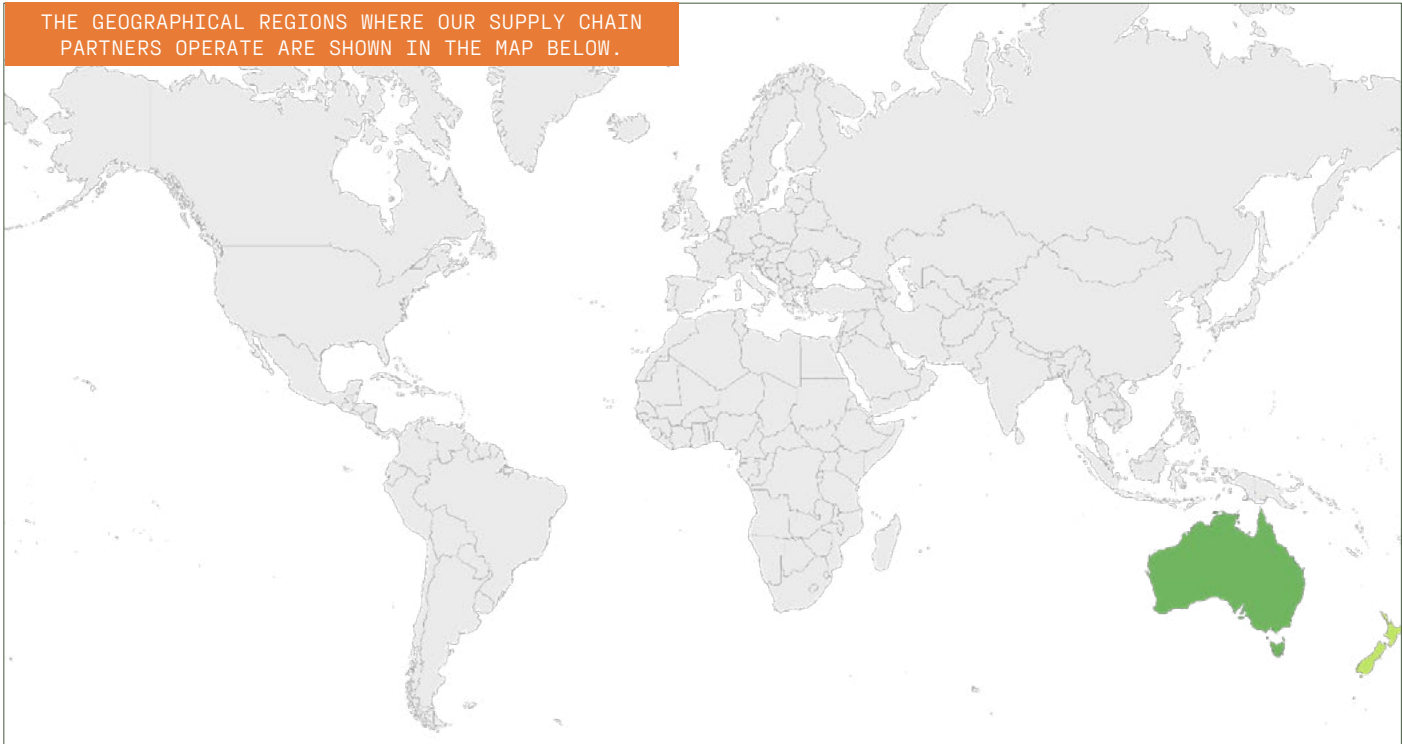 THE GEOGRAPHICAL REGIONS WHERE OUR SUPPLY CHAIN
PARTNERS OPERATE ARE SHOWN IN THE MAP BELOW.